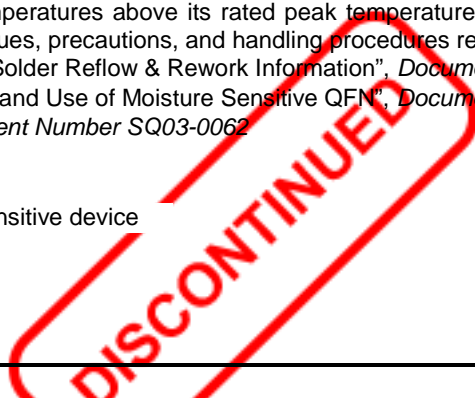 mperatures above its rated peak temperature
ues, precautions, and handling procedures re
Solder Reflow & Rework Information", Docume
and Use of Moisture Sensitive QFN", Docume
ent Number SQ03-0062
nsitive device
DISCONTINUED